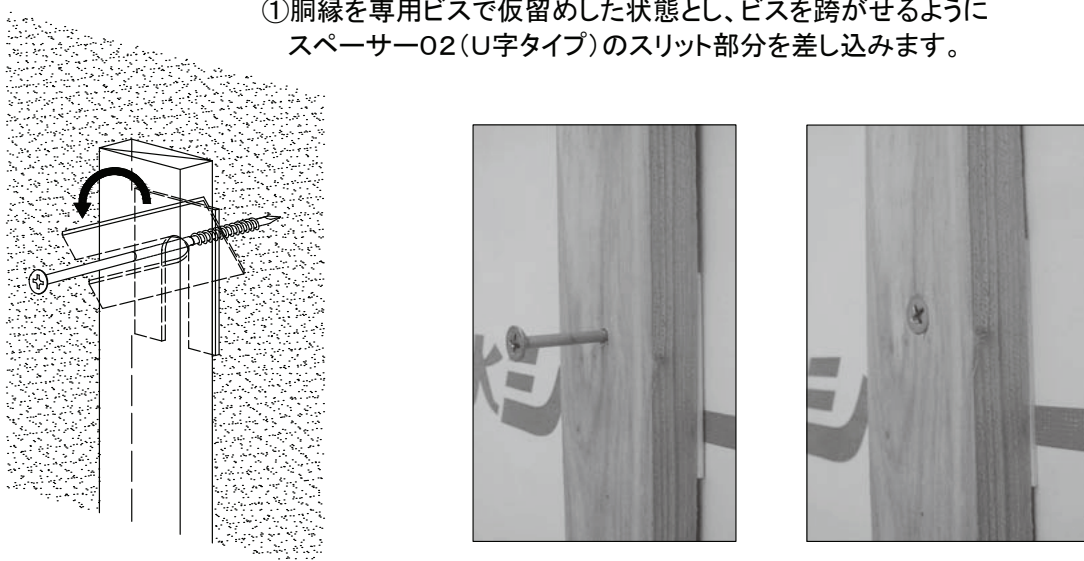 ①胴縁を専用ビスで仮留めした状態とし、ビスを跨がせるように
スペーサー02(U字タイプ)のスリット部分を差し込みます。